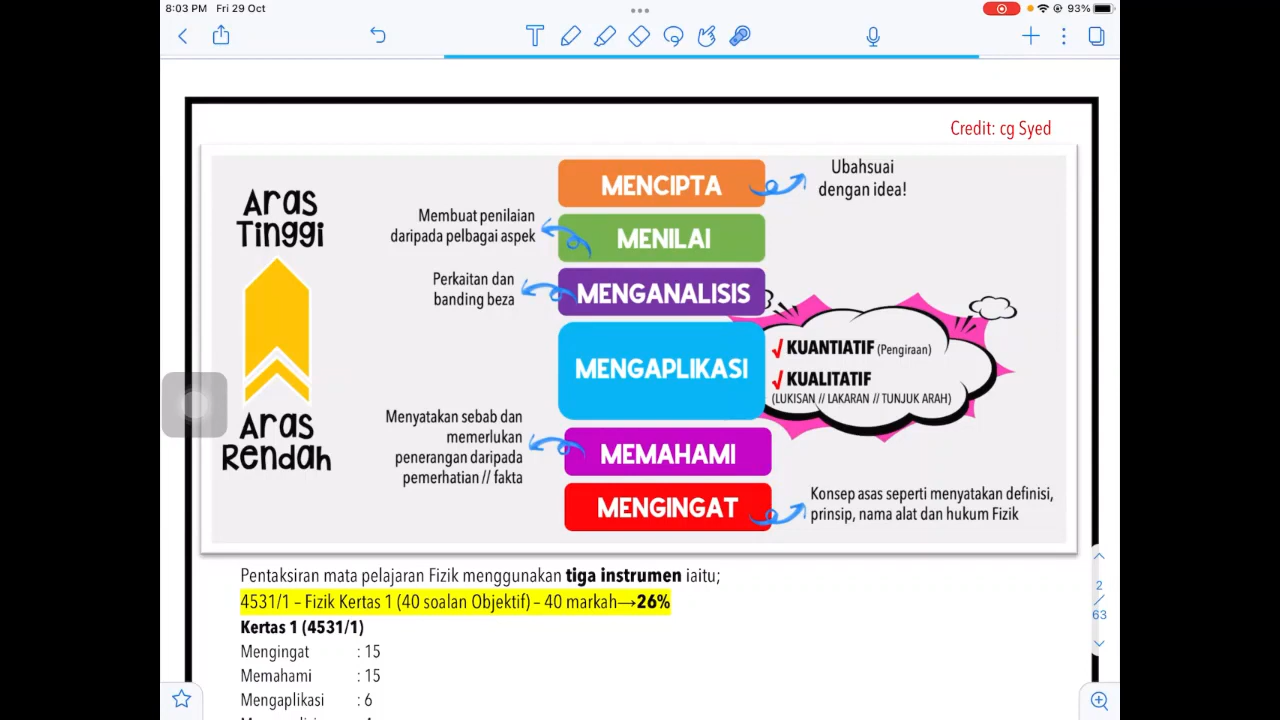 8:03 PM Fri 29 Oct
93%
Credit: cg Syed
Aras
Tinggi
Aras
Rendah
MENCIPTA
Ubahsuai
dengan idea!
Membuat penilaian
daripada pelbagai aspek
MENILAI
Perkaitan dan
banding beza
MENGANALISIS
MENGAPLIKASI
√ KUANTIATIF (Pengiraan)
√ KUALITATIF
(LUKISAN // LAKARAN // TUNJUK ARAH)
Menyatakan sebab dan
memerlukan
penerangan daripada
pemerhatian // fakta
MEMAHAMI
MENGINGAT
Konsep asas seperti menyatakan definisi,
prinsip, nama alat dan hukum Fizik
Pentaksiran mata pelajaran Fizik menggunakan tiga instrumen iaitu;
4531/1 – Fizik Kertas 1 (40 soalan Objektif) – 40 markah→26%
Kertas 1 (4531/1)
Mengingat : 15
Memahami : 15
Mengaplikasi : 6
2
/
63